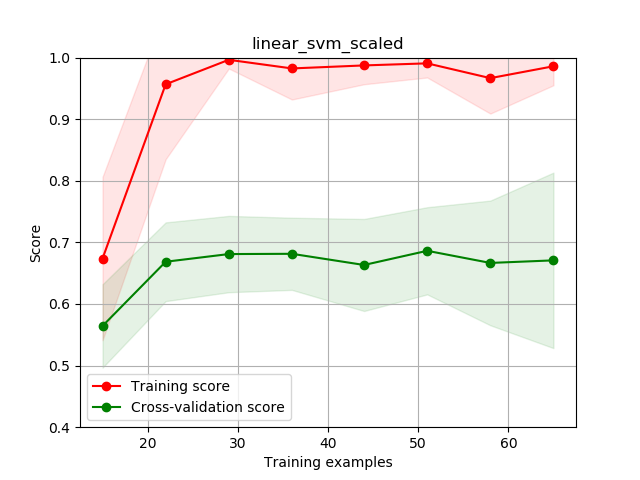 linear_svm_scaled
1.0
0.9
0.8
0.7
0.6
0.5
0.4
Score
Training score
Cross-validation score
20 30 40 50 60
Training examples